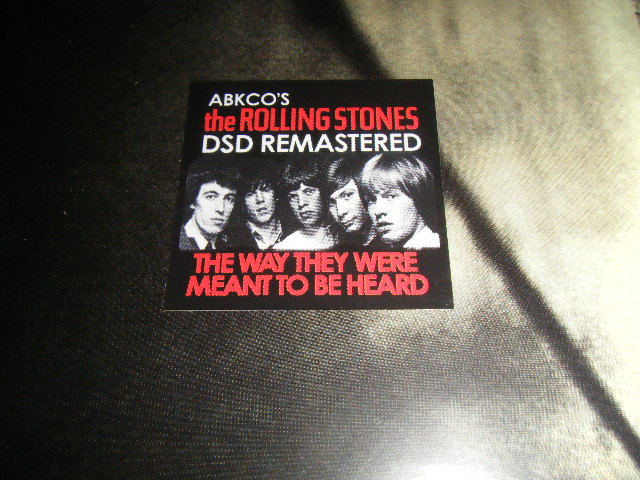 ABKCO'S
the ROLLING STONES
DSD REMASTERED
THE WAY THEY WERE
MEANT TO BE HEARD